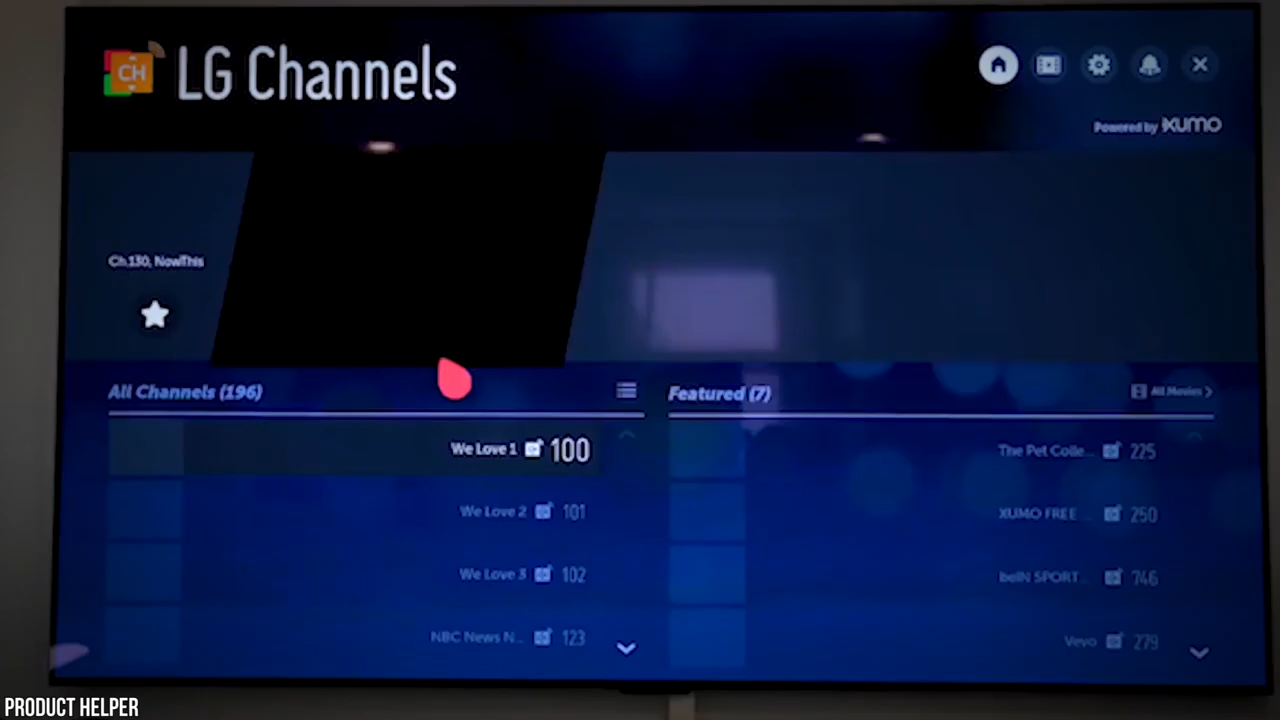 CH LG Channels
Powered by XUMO
Ch.130, NowThis
All Channels (196)
We Love 1 100
We Love 2 101
We Love 3 102
NBC News N... 123
Featured (7)
All Movies >
The Pet Colle... 225
XUMO FREE ... 250
beIN SPORT... 746
Vevo 279
PRODUCT HELPER